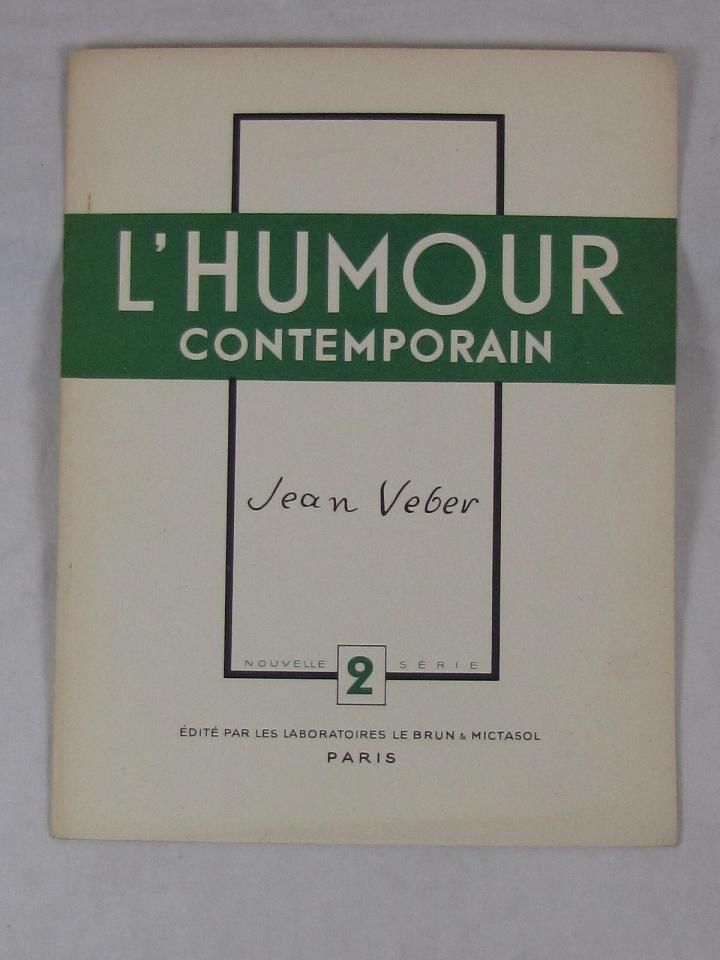 L'HUMOUR
CONTEMPORAIN
Jean Veber
NOUVELLE 2 SÉRIE
ÉDITÉ PAR LES LABORATOIRES LE BRUN & MICTASOL
PARIS